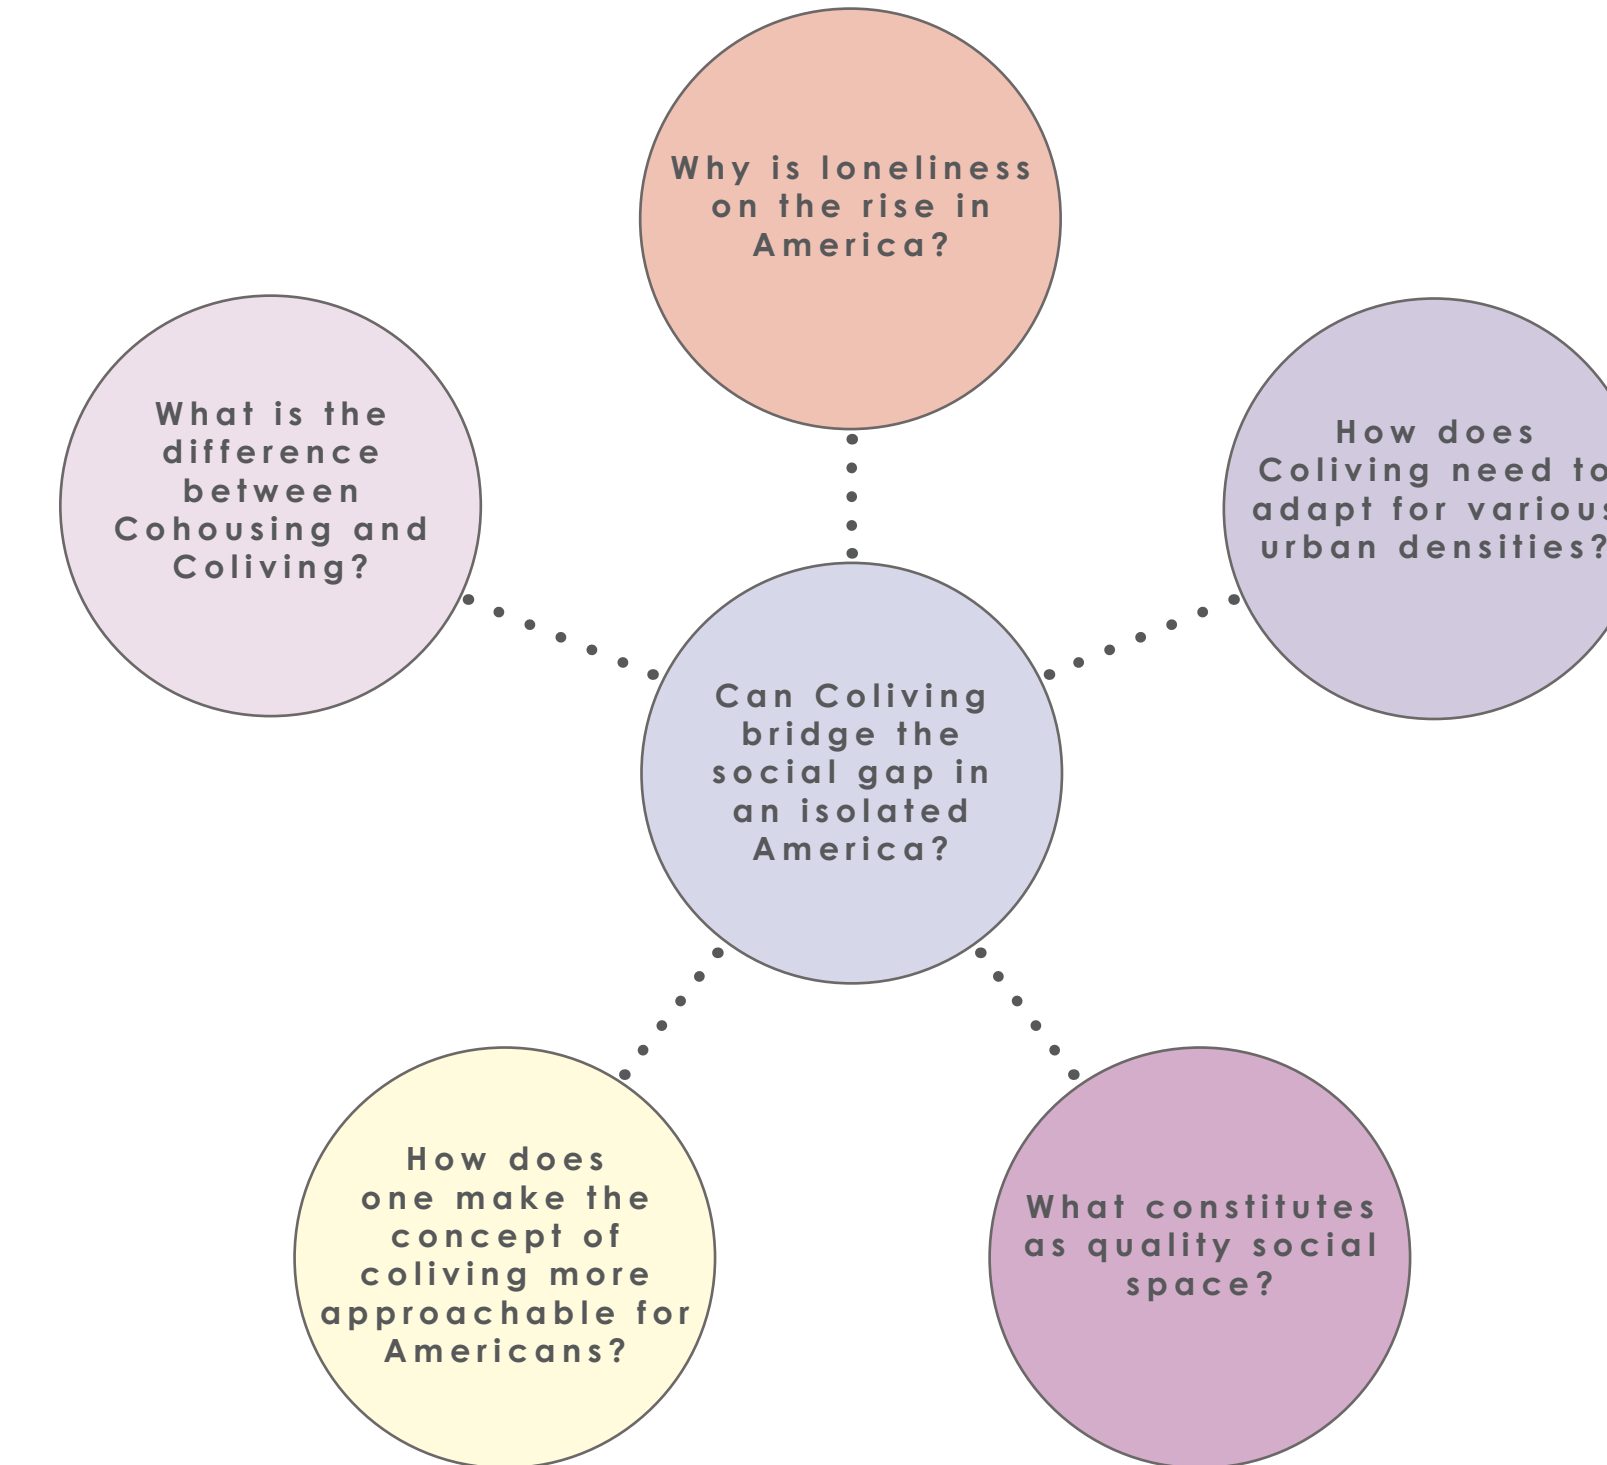 Why is loneliness
on the rise in
America?
What is the
difference
between
Cohousing and
Coliving?
How does
Coliving need to
adapt for various
urban densities?
Can Coliving
bridge the
social gap in
an isolated
America?
How does
one make the
concept of
coliving more
approachable for
Americans?
What constitutes
as quality social
space?